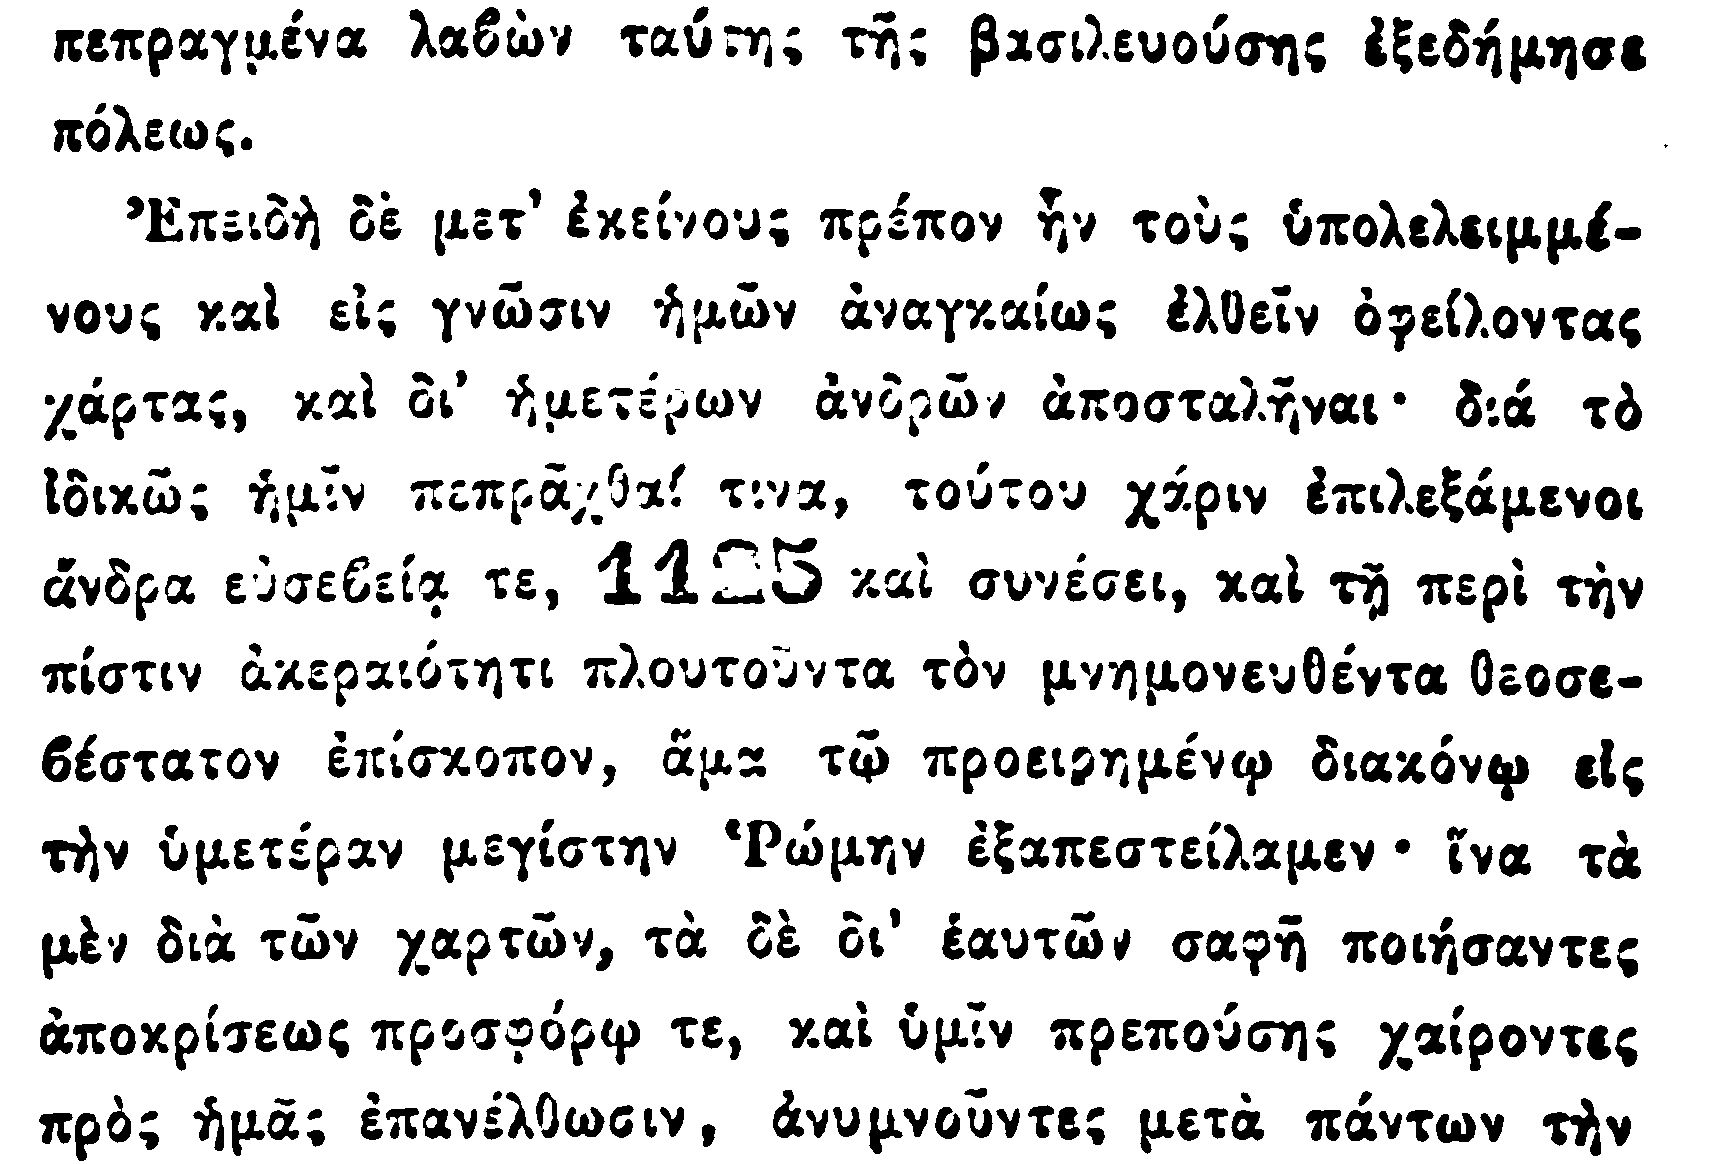 πεπραγμένα λαβὼν ταύτης τῆς βασιλευούσης ἐξεδήμησε
πόλεως.
Ἐπειδὴ δὲ μετ' ἐκείνους πρέπον ἦν τοὺς ὑπολελειμμέ-
νους καὶ εἰς γνῶσιν ἡμῶν ἀναγκαίως ἐλθεῖν ὀφείλοντας
χάρτας, καὶ δι' ἡμετέρων ἀνδρῶν ἀποσταλῆναι· διά τὸ
ἰδικῶς ἡμῖν πεπρᾶχθαί τινα, τούτου χάριν ἐπιλεξάμενοι
ἄνδρα εὐσεβείᾳ τε, 1125 καὶ συνέσει, καὶ τῇ περὶ τὴν
πίστιν ἀκεραιότητι πλουτοῦντα τὸν μνημονευθέντα θεοσε-
βέστατον ἐπίσκοπον, ἅμα τῷ προειρημένῳ διακόνῳ εἰς
τὴν ὑμετέραν μεγίστην Ῥώμην ἐξαπεστείλαμεν· ἵνα τὰ
μὲν διὰ τῶν χαρτῶν, τὰ δὲ δι' ἑαυτῶν σαφῆ ποιήσαντες
ἀποκρίσεως προσφόρῳ τε, καὶ ὑμῖν πρεπούσης χαίροντες
πρὸς ἡμᾶς ἐπανέλθωσιν, ἀνυμνοῦντες μετὰ πάντων τὴν